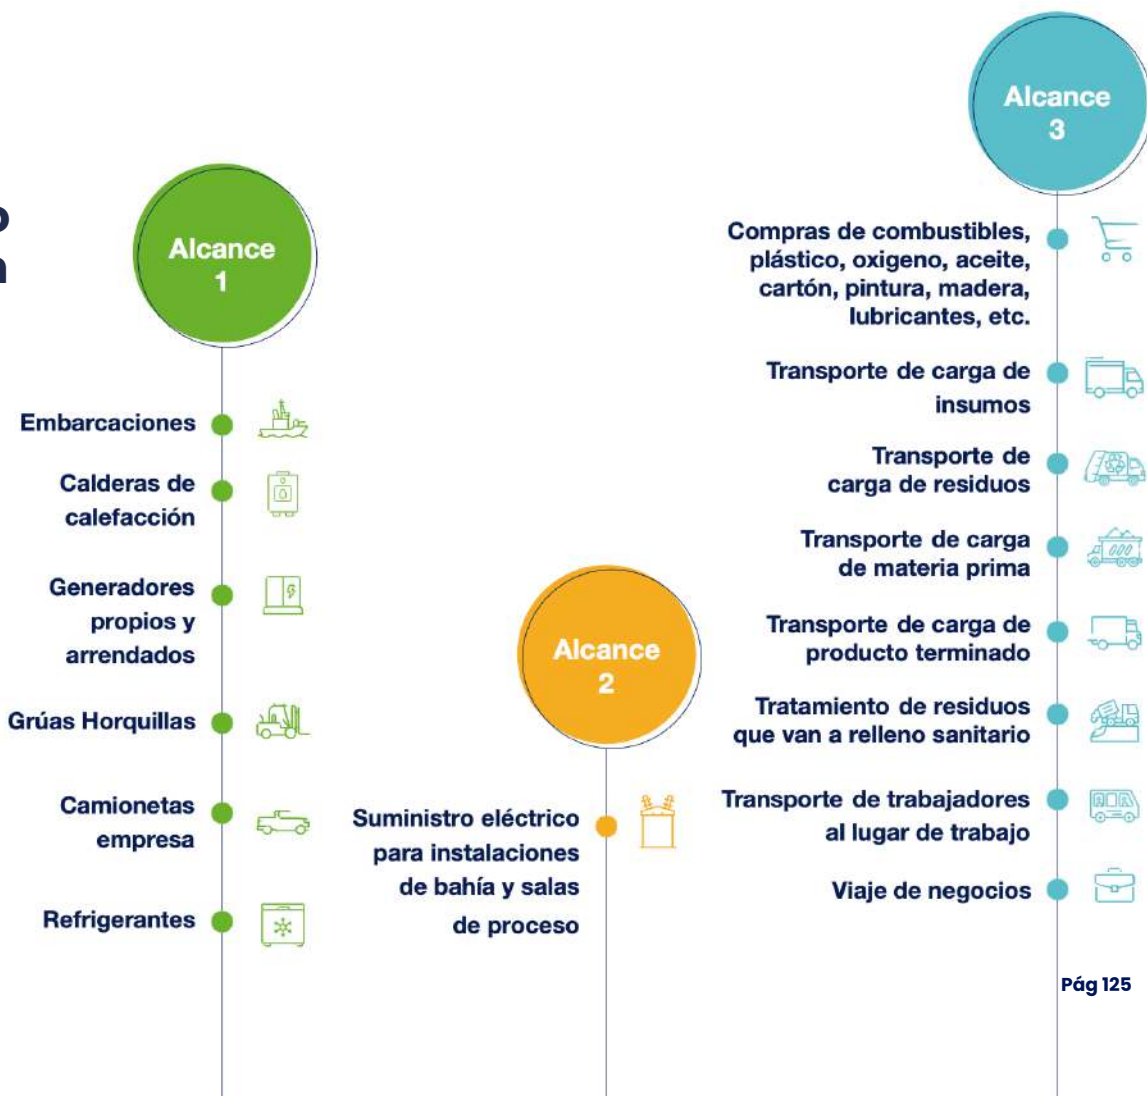 Alcance
1
Embarcaciones
Calderas de
calefacción
Generadores
propios y
arrendados
Grúas Horquillas
Camionetas
empresa
Refrigerantes
Alcance
2
Suministro eléctrico
para instalaciones
de bahía y salas
de proceso
Alcance
3
Compras de combustibles,
plástico, oxigeno, aceite,
cartón, pintura, madera,
lubricantes, etc.
Transporte de carga de
insumos
Transporte de
carga de residuos
Transporte de carga
de materia prima
Transporte de carga de
producto terminado
Tratamiento de residuos
que van a relleno sanitario
Transporte de trabajadores
al lugar de trabajo
Viaje de negocios
Pág 125